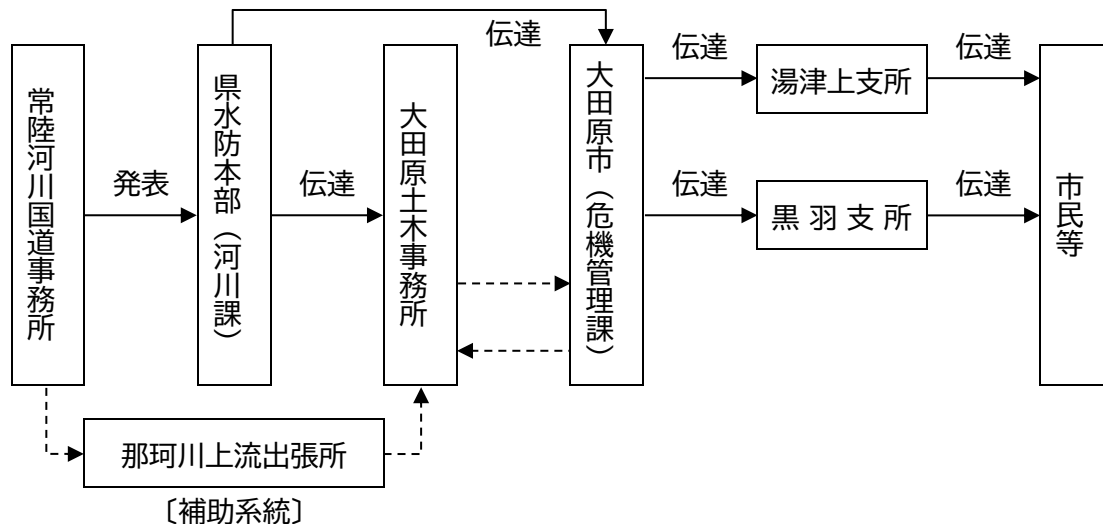 伝達
常陸河川国道事務所
発表
県水防本部（河川課）
伝達
大田原土木事務所
大田原市（危機管理課）
伝達
湯津上支所
伝達
伝達
黒羽支所
伝達
市民等
那珂川上流出張所
〔補助系統〕